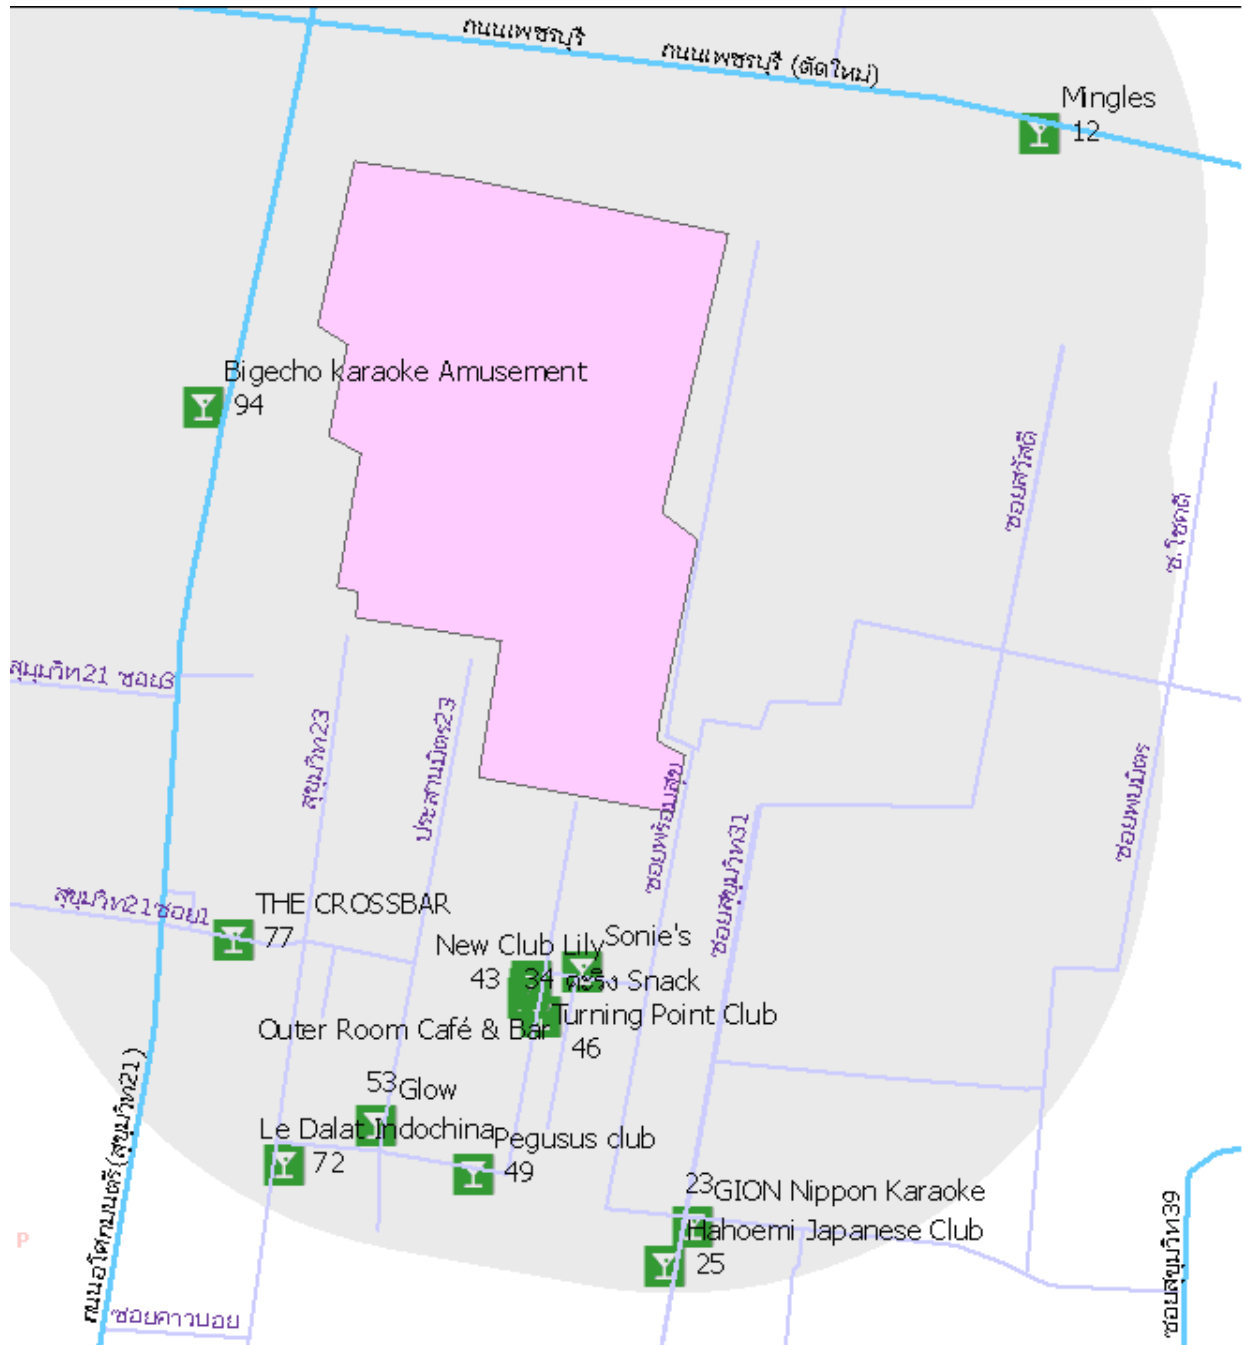 ถนนเพชรบุรี
ถนนเพชรบุรี (ตัดใหม่)
Mingles
12
Bigecho karaoke Amusement
94
ซอยสวัสดี
ซ.โชคดี
สุขุมวิท21 ซอย3
สุขุมวิท23
ประสานมิตร23
ซอยพร้อมสุข
ซอยสุขุมวิท31
ซอยพบมิตร
สุขุมวิท21ซอย1
THE CROSSBAR
77
New Club Lily
Sonie's
43
34
Snack
Turning Point Club
Outer Room Café & Bar
46
53
Glow
Le Dalat Indochina
Pegusus club
72
49
23
GION Nippon Karaoke
Hahoemi Japanese Club
25
P
ถนนอโศกมนตรี(สุขุมวิท21)
ซอยสุขุมวิท39
ซอยคาวบอย